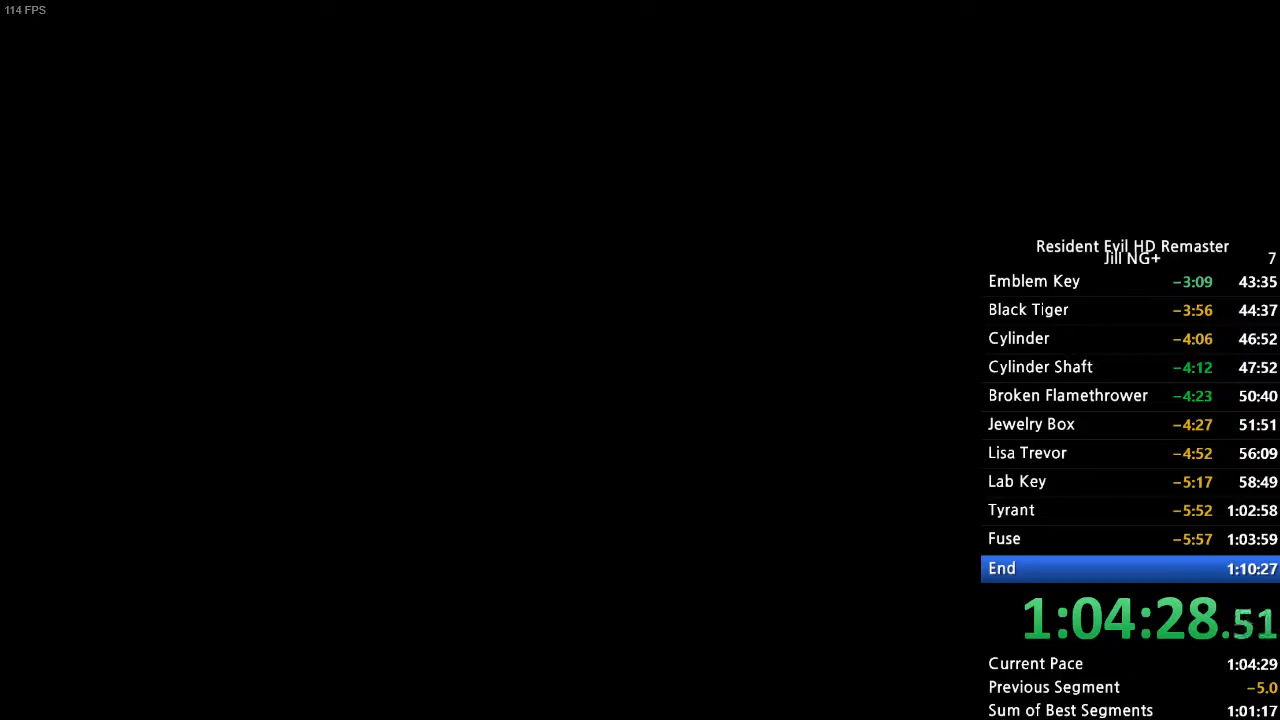 114 FPS
Resident Evil HD Remaster
Jill NG+ 7
Emblem Key -3:09 43:35
Black Tiger -3:56 44:37
Cylinder -4:06 46:52
Cylinder Shaft -4:12 47:52
Broken Flamethrower -4:23 50:40
Jewelry Box -4:27 51:51
Lisa Trevor -4:52 56:09
Lab Key -5:17 58:49
Tyrant -5:52 1:02:58
Fuse -5:57 1:03:59
End 1:10:27
1:04:28.51
Current Pace 1:04:29
Previous Segment -5.0
Sum of Best Segments 1:01:17